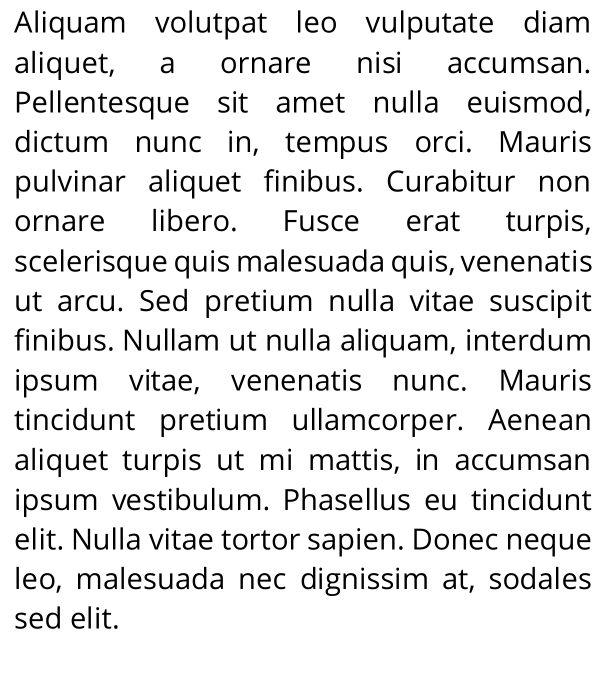 Aliquam volutpat leo vulputate diam
aliquet, a ornare nisi accumsan.
Pellentesque sit amet nulla euismod,
dictum nunc in, tempus orci. Mauris
pulvinar aliquet finibus. Curabitur non
ornare libero. Fusce erat turpis,
scelerisque quis malesuada quis, venenatis
ut arcu. Sed pretium nulla vitae suscipit
finibus. Nullam ut nulla aliquam, interdum
ipsum vitae, venenatis nunc. Mauris
tincidunt pretium ullamcorper. Aenean
aliquet turpis ut mi mattis, in accumsan
ipsum vestibulum. Phasellus eu tincidunt
elit. Nulla vitae tortor sapien. Donec neque
leo, malesuada nec dignissim at, sodales
sed elit.